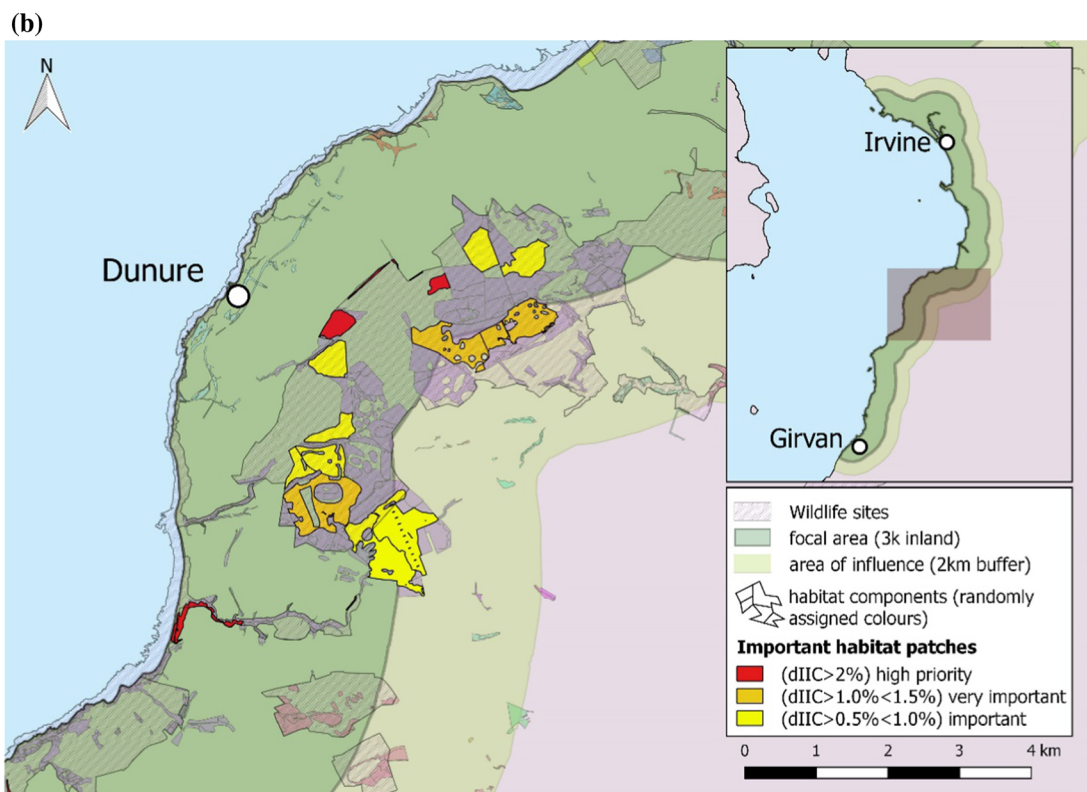 (b)
N
Dunure
Irvine
Girvan
Wildlife sites
focal area (3k inland)
area of influence (2km buffer)
habitat components (randomly
assigned colours)
Important habitat patches
(dIIC>2%) high priority
(dIIC>1.0%<1.5%) very important
(dIIC>0.5%<1.0%) important
0 1 2 3 4 km